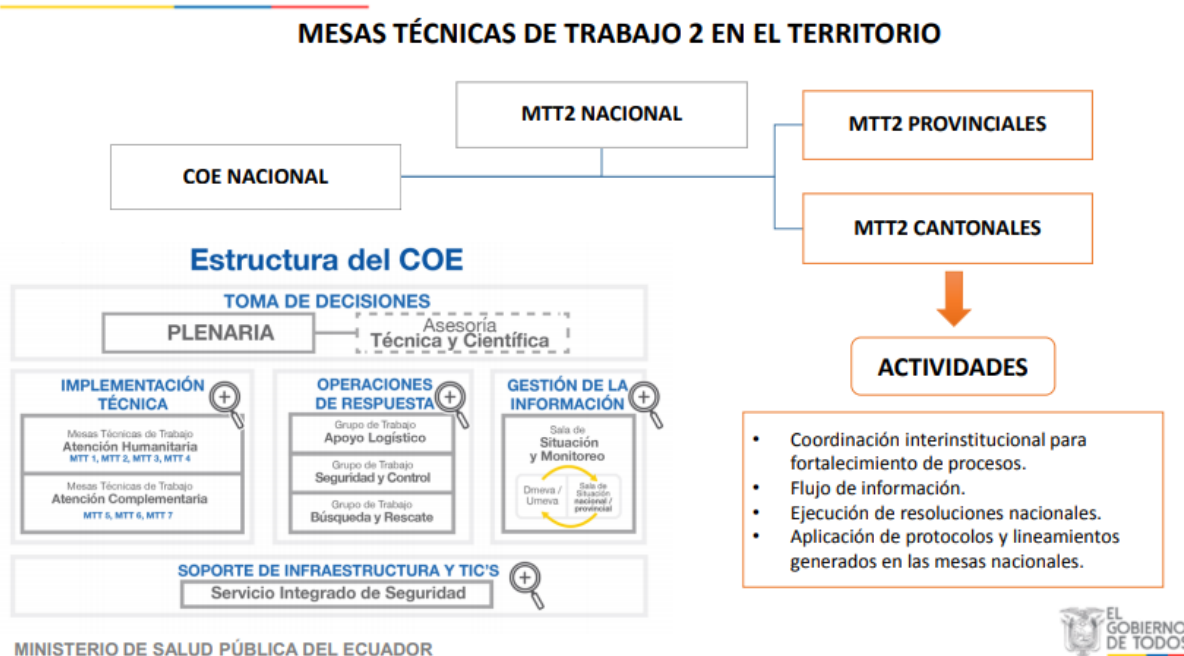 MESAS TÉCNICAS DE TRABAJO 2 EN EL TERRITORIO
MTT2 NACIONAL
COE NACIONAL
MTT2 PROVINCIALES
MTT2 CANTONALES
Estructura del COE
TOMA DE DECISIONES
PLENARIA
Asesoría
Técnica y Científica
IMPLEMENTACIÓN
TÉCNICA
Mesas Técnicas de Trabajo
Atención Humanitaria
MTT 1, MTT 2, MTT 3, MTT 4
Mesas Técnicas de Trabajo
Atención Complementaria
MTT 5, MTT 6, MTT 7
OPERACIONES
DE RESPUESTA
Grupo de Trabajo
Apoyo Logístico
Grupo de Trabajo
Seguridad y Control
Grupo de Trabajo
Búsqueda y Rescate
GESTIÓN DE LA
INFORMACIÓN
Sala de
Situación
y Monitoreo
Dmeva /
Umeva
Sala de
Situación
nacional /
provincial
SOPORTE DE INFRAESTRUCTURA Y TIC'S
Servicio Integrado de Seguridad
ACTIVIDADES
• Coordinación interinstitucional para
fortalecimiento de procesos.
• Flujo de información.
• Ejecución de resoluciones nacionales.
• Aplicación de protocolos y lineamientos
generados en las mesas nacionales.
MINISTERIO DE SALUD PÚBLICA DEL ECUADOR
EL
GOBIERNO
DE TODOS